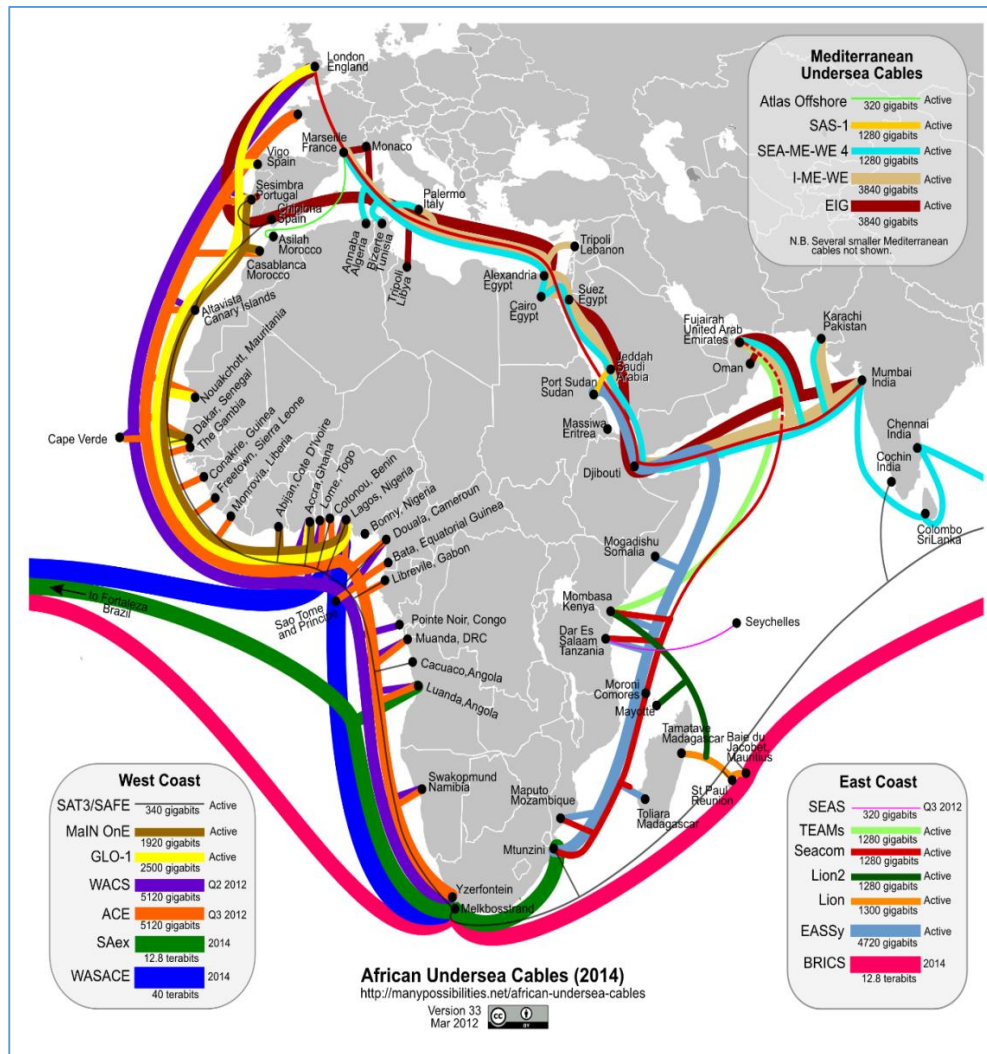 London
England
Marseille
France
Monaco
Vigo
Spain
Sesimbra
Portugal
Chipiona
Spain
Asilah
Morocco
Casablanca
Morocco
Annaba
Algeria
Bizerte
Tunisia
Tripoli
Libya
Palermo
Italy
Tripoli
Lebanon
Alexandria
Egypt
Cairo
Egypt
Suez
Egypt
Altavista
Canary Islands
Nouakchott, Mauritania
Dakar, Senegal
The Gambia
Cape Verde
Conakrie, Guinea
Freetown, Sierra Leone
Monrovia, Liberia
Abijan,Cote D'Ivoire
Accra,Ghana
Lome, Togo
Cotonou, Benin
Lagos, Nigeria
Bonny, Nigeria
Douala, Cameroun
Bata, Equatorial Guinea
Librevile, Gabon
Sao Tome
and Principe
to Fortaleza
Brazil
Pointe Noir, Congo
Muanda, DRC
Cacuaco,Angola
Luanda,Angola
Swakopmund
Namibia
Yzerfontein
Melkbosstrand
Jeddah
Saudi
Arabia
Port Sudan
Sudan
Massiwa
Eritrea
Djibouti
Fujairah
United Arab
Emirates
Oman
Karachi
Pakistan
Mumbai
India
Chennai
India
Cochin
India
Colombo
SriLanka
Mogadishu
Somalia
Mombasa
Kenya
Dar Es
Salaam
Tanzania
Seychelles
Moroni
Comores
Mayotte
Tamatave
Madagascar
Baie du
Jacobet,
Mauritius
St Paul
Reunion
Toliara
Madagascar
Maputo
Mozambique
Mtunzini
Mediterranean
Undersea Cables
Atlas Offshore Active
320 gigabits
SAS-1 Active
1280 gigabits
SEA-ME-WE 4 Active
1280 gigabits
I-ME-WE Active
3840 gigabits
EIG Active
3840 gigabits
N.B. Several smaller Mediterranean
cables not shown.
West Coast
SAT3/SAFE Active
340 gigabits
MaIN OnE Active
1920 gigabits
GLO-1 Active
2500 gigabits
WACS Q2 2012
5120 gigabits
ACE Q3 2012
5120 gigabits
SAex 2014
12.8 terabits
WASACE 2014
40 terabits
East Coast
SEAS Q3 2012
320 gigabits
TEAMs Active
1280 gigabits
Seacom Active
1280 gigabits
Lion2 Active
1280 gigabits
Lion Active
1300 gigabits
EASSy Active
4720 gigabits
BRICS 2014
12.8 terabits
African Undersea Cables (2014)
http://manypossibilities.net/african-undersea-cables
Version 33
Mar 2012
cc
BY